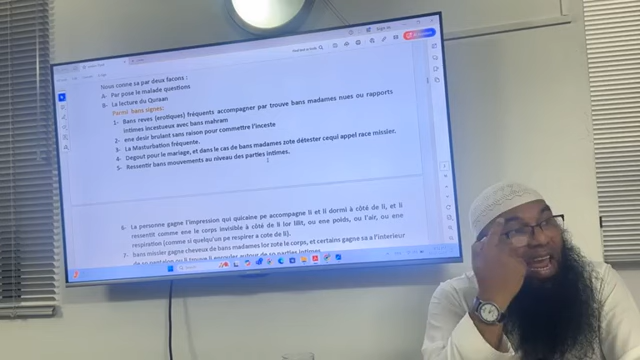 Nous conne sa par deux facons :
A- Par pose le malade questions
B- La lecture du Quraan
Parmi bans signes:
1- Bans reves (erotiques) fréquents accompagner par trouve bans madames nues ou rapports
intimes incestueux avec bans mahram
2- ene desir brulant sans raison pour commettre l'inceste
3- La Masturbation fréquente.
4- Degout pour le mariage, et dans le cas de bans madames zote détester cequi appel race missier.
5- Ressentir bans mouvements au niveau des parties intimes.
6- La personne gagne l'impression qui quicaine pe accompagne li et li dormi à côté de li, et li
ressentit comme ene le corps invisible à côté de li lor lilit, ou ene poids, ou l'air, ou ene
respiration (comme si quelqu'un pe respirer a cote de li).
7- bans missier gagne cheveux de bans madames lor zote le corps, et certains gagne sa a l'interieur